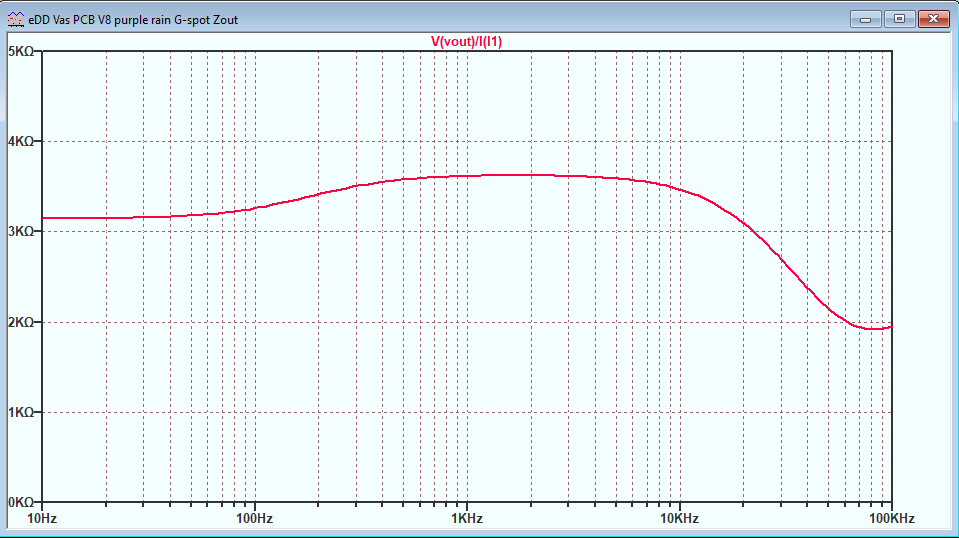 eDD Vas PCB V8 purple rain G-spot Zout
V(vout)/I(I1)
5KΩ
4KΩ
3KΩ
2KΩ
1KΩ
0KΩ
10Hz 100Hz 1KHz 10KHz 100KHz